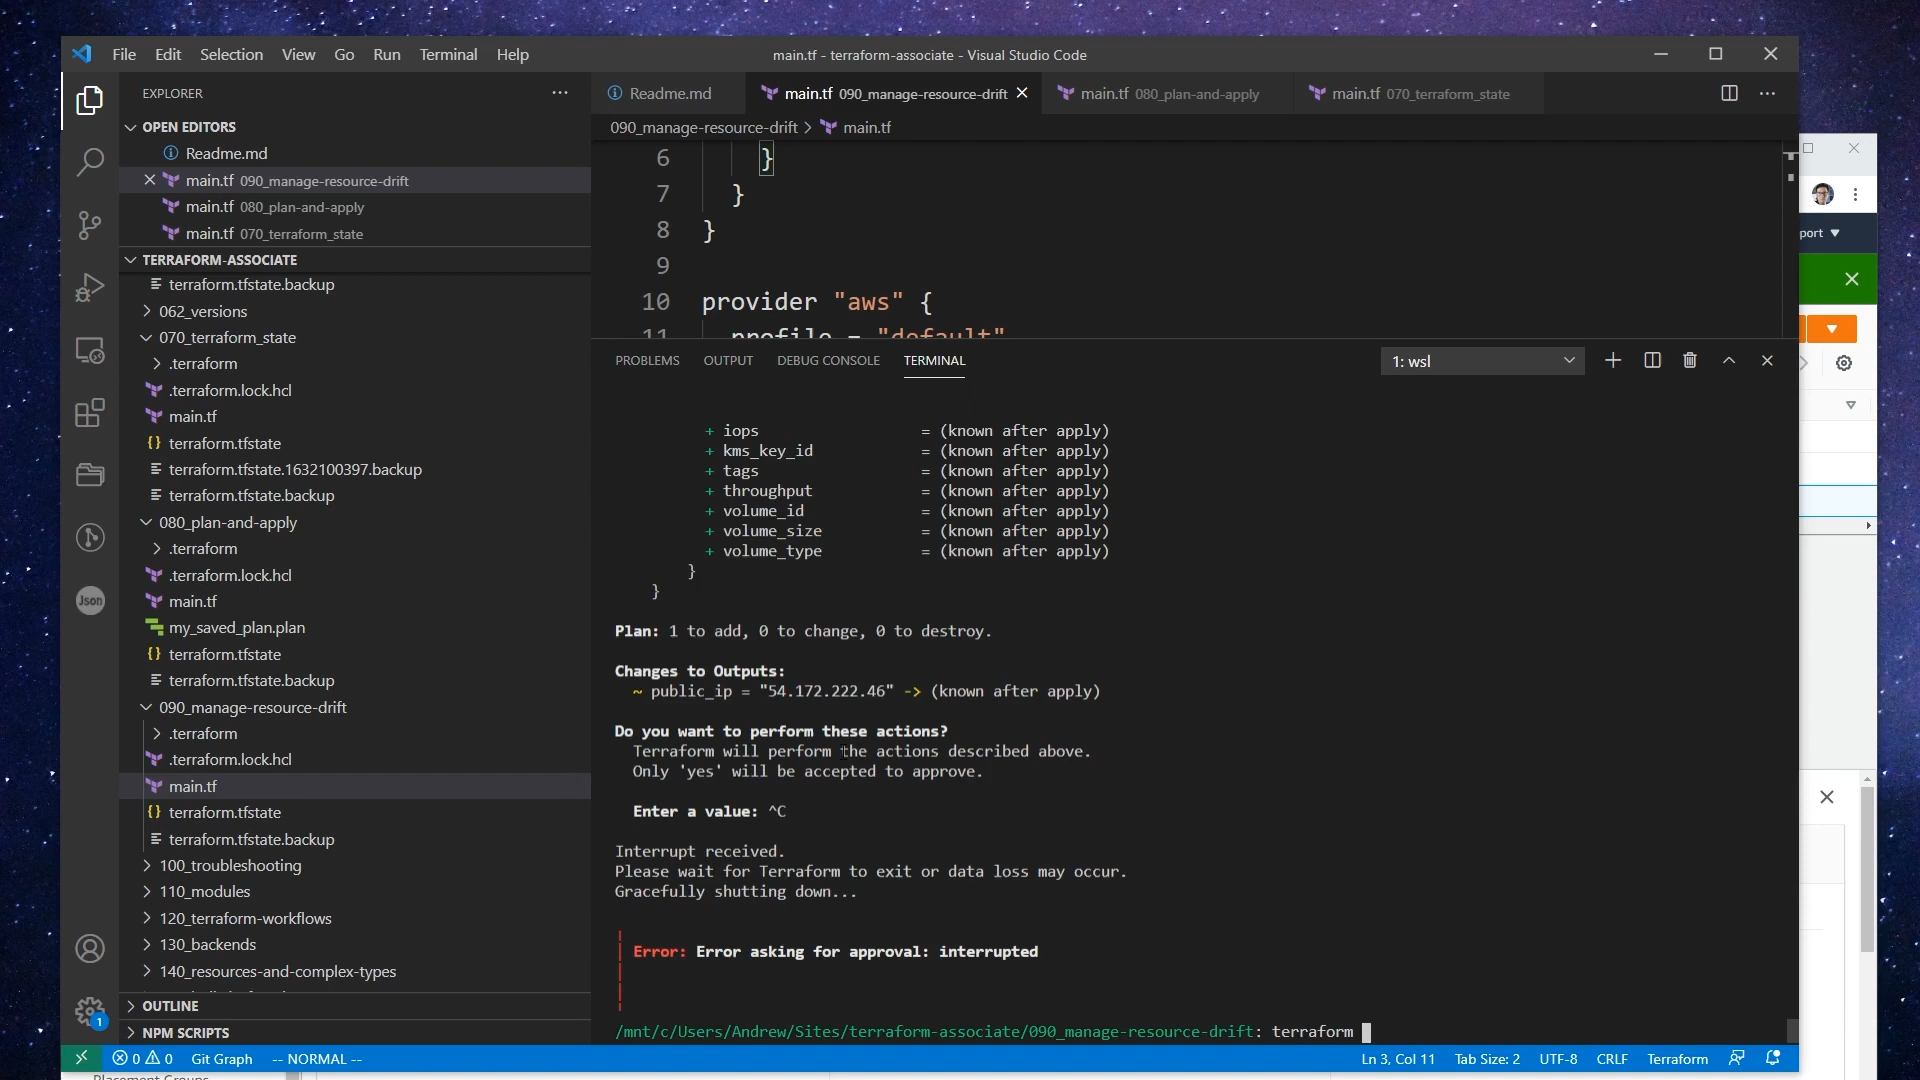 File Edit Selection View Go Run Terminal Help
main.tf - terraform-associate - Visual Studio Code
EXPLORER
OPEN EDITORS
Readme.md
main.tf 090_manage-resource-drift
main.tf 080_plan-and-apply
main.tf 070_terraform_state
TERRAFORM-ASSOCIATE
terraform.tfstate.backup
062_versions
070_terraform_state
.terraform
.terraform.lock.hcl
main.tf
terraform.tfstate
terraform.tfstate.1632100397.backup
terraform.tfstate.backup
080_plan-and-apply
.terraform
.terraform.lock.hcl
main.tf
my_saved_plan.plan
terraform.tfstate
terraform.tfstate.backup
090_manage-resource-drift
.terraform
.terraform.lock.hcl
main.tf
terraform.tfstate
terraform.tfstate.backup
100_troubleshooting
110_modules
120_terraform-workflows
130_backends
140_resources-and-complex-types
OUTLINE
NPM SCRIPTS
Json
1
Readme.md main.tf 090_manage-resource-drift main.tf 080_plan-and-apply main.tf 070_terraform_state
090_manage-resource-drift > main.tf
6 }
7 }
8 }
9
10 provider "aws" {
11 profile = "default"
PROBLEMS OUTPUT DEBUG CONSOLE TERMINAL 1: wsl
+ iops = (known after apply)
+ kms_key_id = (known after apply)
+ tags = (known after apply)
+ throughput = (known after apply)
+ volume_id = (known after apply)
+ volume_size = (known after apply)
+ volume_type = (known after apply)
}
}
Plan: 1 to add, 0 to change, 0 to destroy.
Changes to Outputs:
~ public_ip = "54.172.222.46" -> (known after apply)
Do you want to perform these actions?
Terraform will perform the actions described above.
Only 'yes' will be accepted to approve.
Enter a value: ^C
Interrupt received.
Please wait for Terraform to exit or data loss may occur.
Gracefully shutting down...
Error: Error asking for approval: interrupted
/mnt/c/Users/Andrew/Sites/terraform-associate/090_manage-resource-drift: terraform
0 0 Git Graph -- NORMAL -- Ln 3, Col 11 Tab Size: 2 UTF-8 CRLF Terraform
port